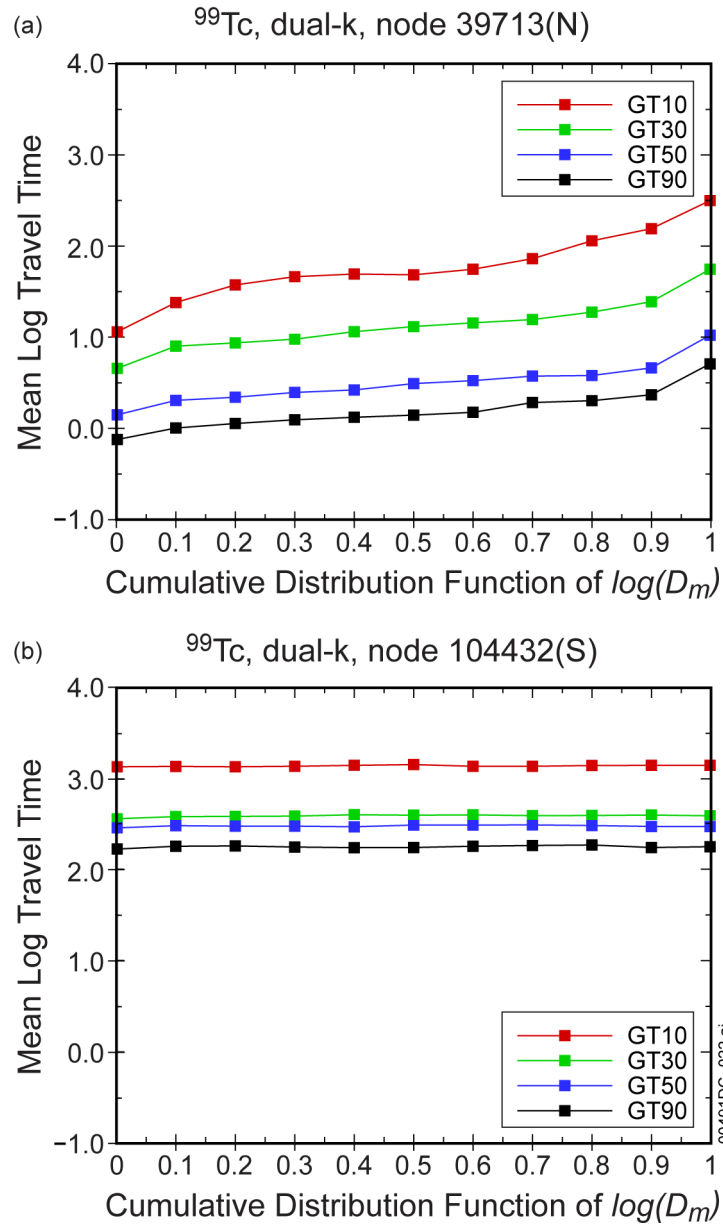 (a) ⁹⁹Tc, dual-k, node 39713(N)
4.0
3.0
2.0
1.0
0.0
−1.0
Mean Log Travel Time
GT10
GT30
GT50
GT90
0 0.1 0.2 0.3 0.4 0.5 0.6 0.7 0.8 0.9 1
Cumulative Distribution Function of log(Dₘ)
(b) ⁹⁹Tc, dual-k, node 104432(S)
4.0
3.0
2.0
1.0
0.0
−1.0
Mean Log Travel Time
GT10
GT30
GT50
GT90
0 0.1 0.2 0.3 0.4 0.5 0.6 0.7 0.8 0.9 1
Cumulative Distribution Function of log(Dₘ)